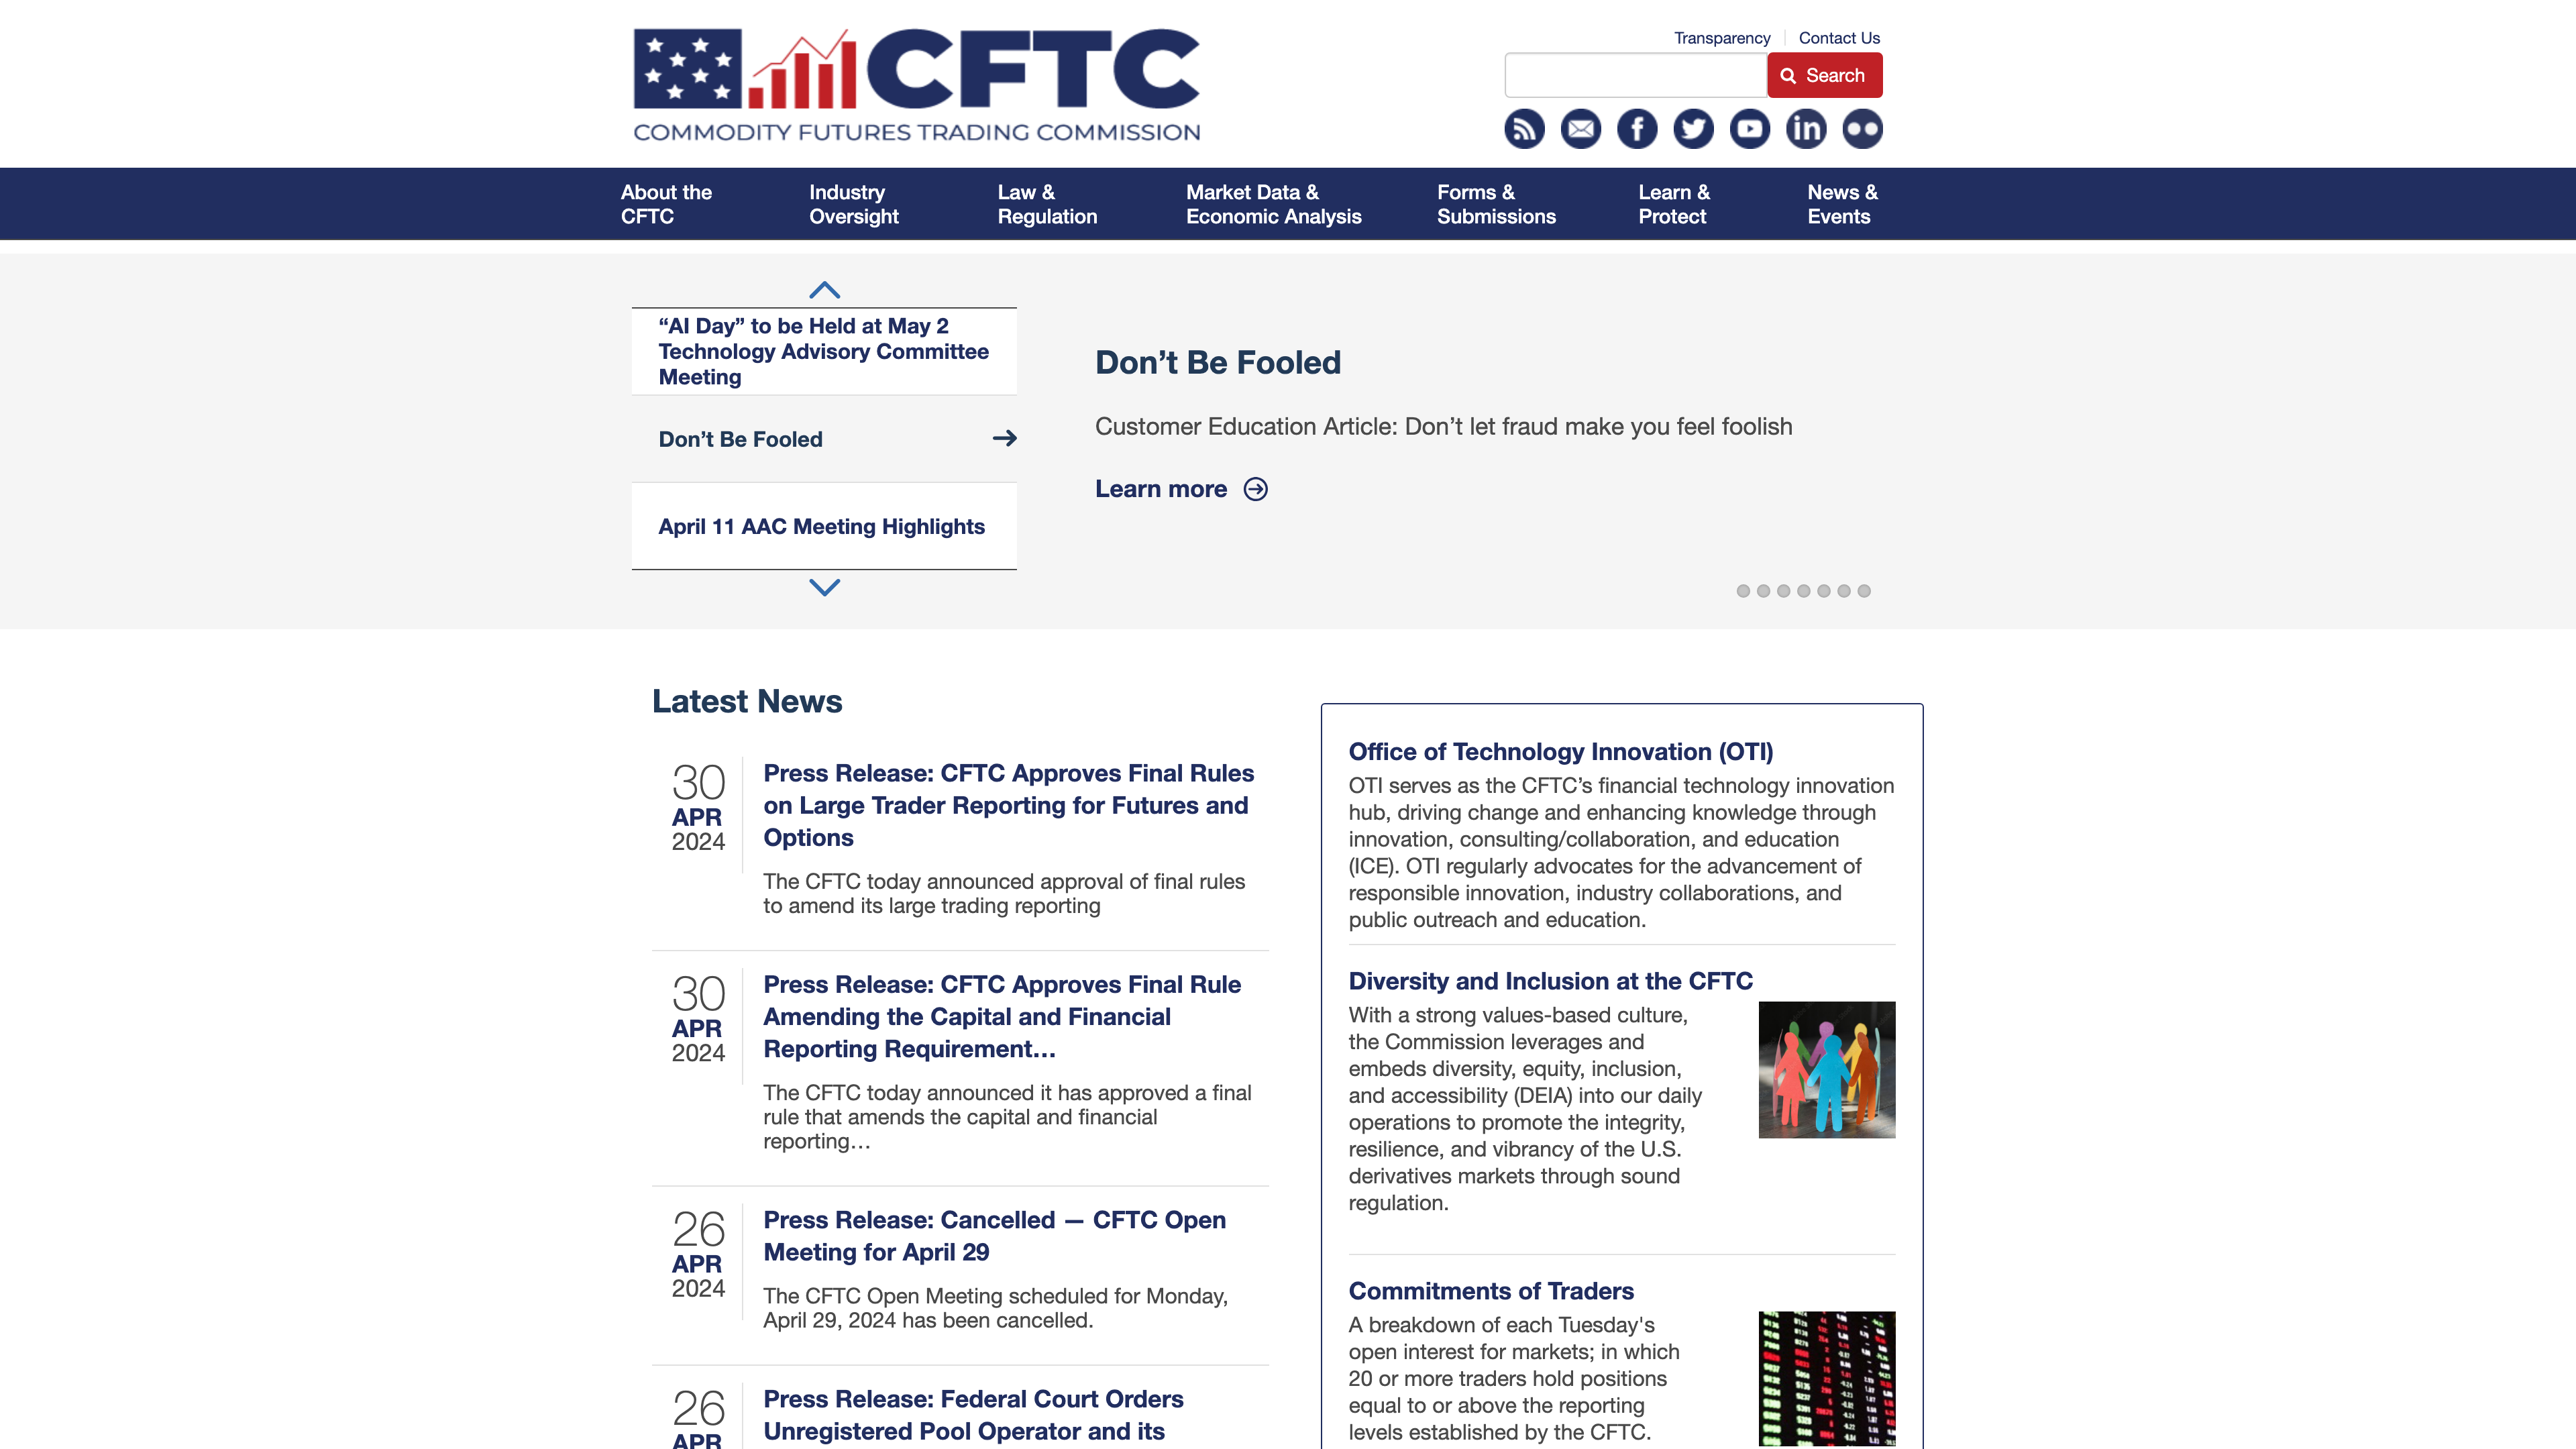 CFTC
COMMODITY FUTURES TRADING COMMISSION
Transparency
Contact Us
Search
About the
CFTC
Industry
Oversight
Law &
Regulation
Market Data &
Economic Analysis
Forms &
Submissions
Learn &
Protect
News &
Events
“AI Day” to be Held at May 2
Technology Advisory Committee
Meeting
Don’t Be Fooled
April 11 AAC Meeting Highlights
Don’t Be Fooled
Customer Education Article: Don’t let fraud make you feel foolish
Learn more
Latest News
30
APR
2024
Press Release: CFTC Approves Final Rules
on Large Trader Reporting for Futures and
Options
The CFTC today announced approval of final rules
to amend its large trading reporting
30
APR
2024
Press Release: CFTC Approves Final Rule
Amending the Capital and Financial
Reporting Requirement…
The CFTC today announced it has approved a final
rule that amends the capital and financial
reporting…
26
APR
2024
Press Release: Cancelled — CFTC Open
Meeting for April 29
The CFTC Open Meeting scheduled for Monday,
April 29, 2024 has been cancelled.
26
APR
Press Release: Federal Court Orders
Unregistered Pool Operator and its
Office of Technology Innovation (OTI)
OTI serves as the CFTC’s financial technology innovation
hub, driving change and enhancing knowledge through
innovation, consulting/collaboration, and education
(ICE). OTI regularly advocates for the advancement of
responsible innovation, industry collaborations, and
public outreach and education.
Diversity and Inclusion at the CFTC
With a strong values-based culture,
the Commission leverages and
embeds diversity, equity, inclusion,
and accessibility (DEIA) into our daily
operations to promote the integrity,
resilience, and vibrancy of the U.S.
derivatives markets through sound
regulation.
Commitments of Traders
A breakdown of each Tuesday's
open interest for markets; in which
20 or more traders hold positions
equal to or above the reporting
levels established by the CFTC.